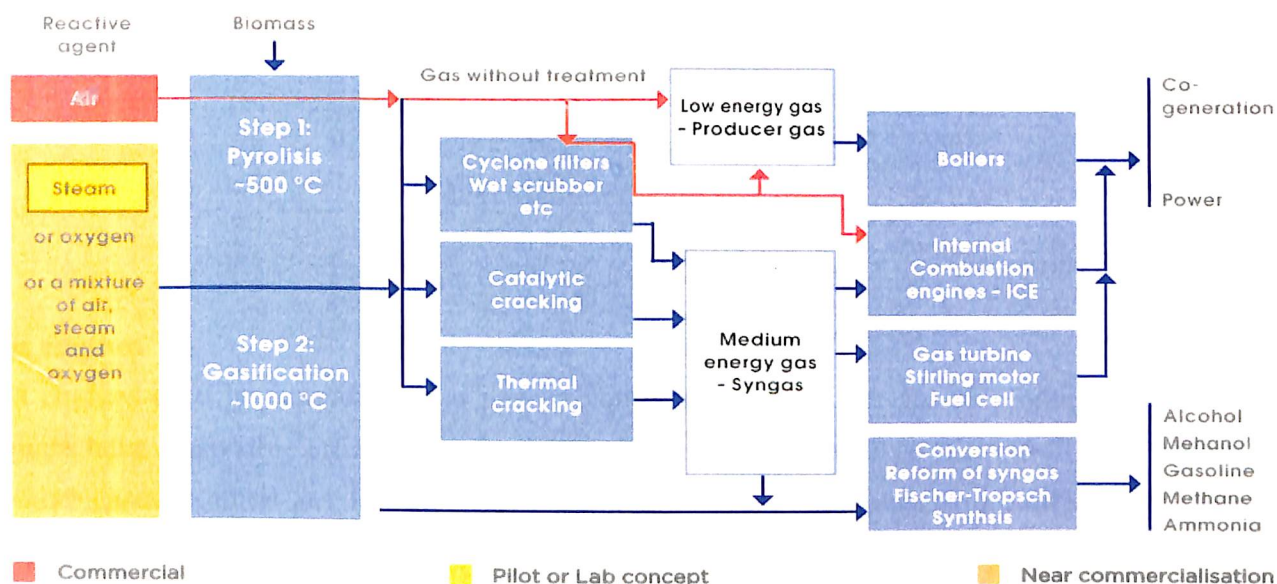 Reactive
agent
Biomass
Air
Steam
or oxygen
or a mixture
of air,
steam
and
oxygen
Step 1:
Pyrolisis
~500 °C
Step 2:
Gasification
~1000 °C
Gas without treatment
Cyclone filters
Wet scrubber
etc
Catalytic
cracking
Thermal
cracking
Low energy gas
- Producer gas
Medium
energy gas
- Syngas
Boilers
Internal
Combustion
engines - ICE
Gas turbine
Stirling motor
Fuel cell
Conversion
Reform of syngas
Fischer-Tropsch
Synthsis
Co-
generation
Power
Alcohol
Mehanol
Gasoline
Methane
Ammonia
Commercial
Pilot or Lab concept
Near commercialisation